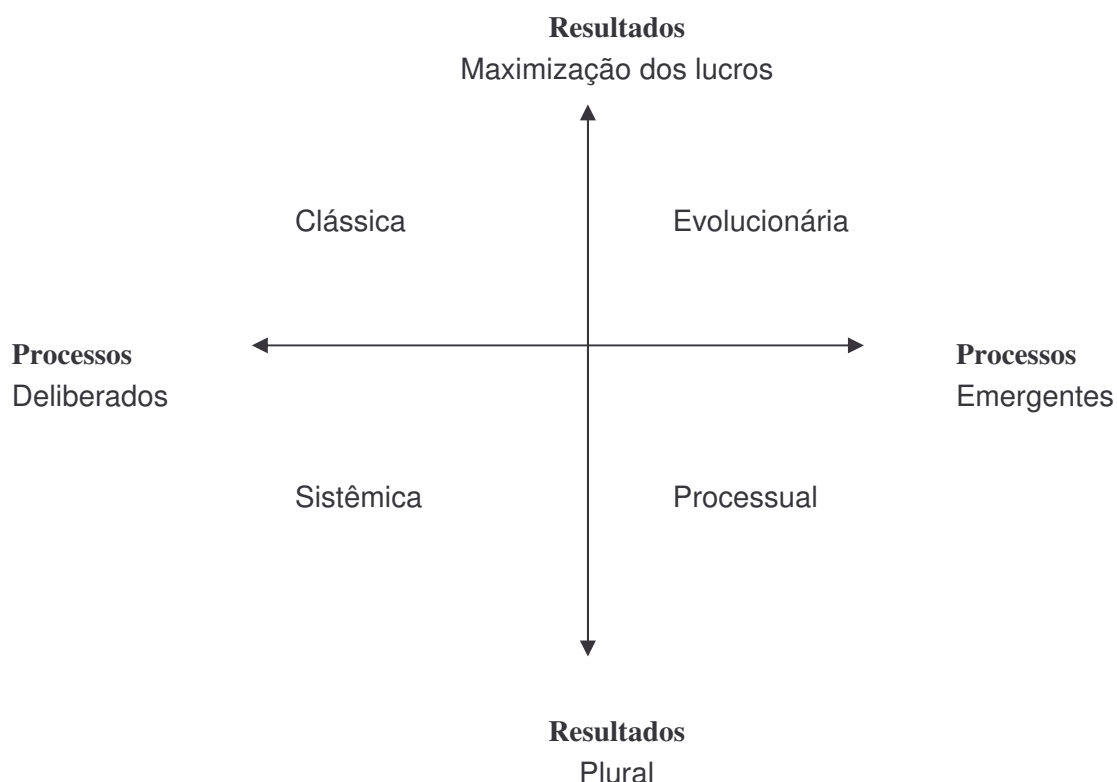 Resultados
Maximização dos lucros
Clássica
Evolucionária
Processos
Deliberados
Processos
Emergentes
Sistêmica
Processual
Resultados
Plural